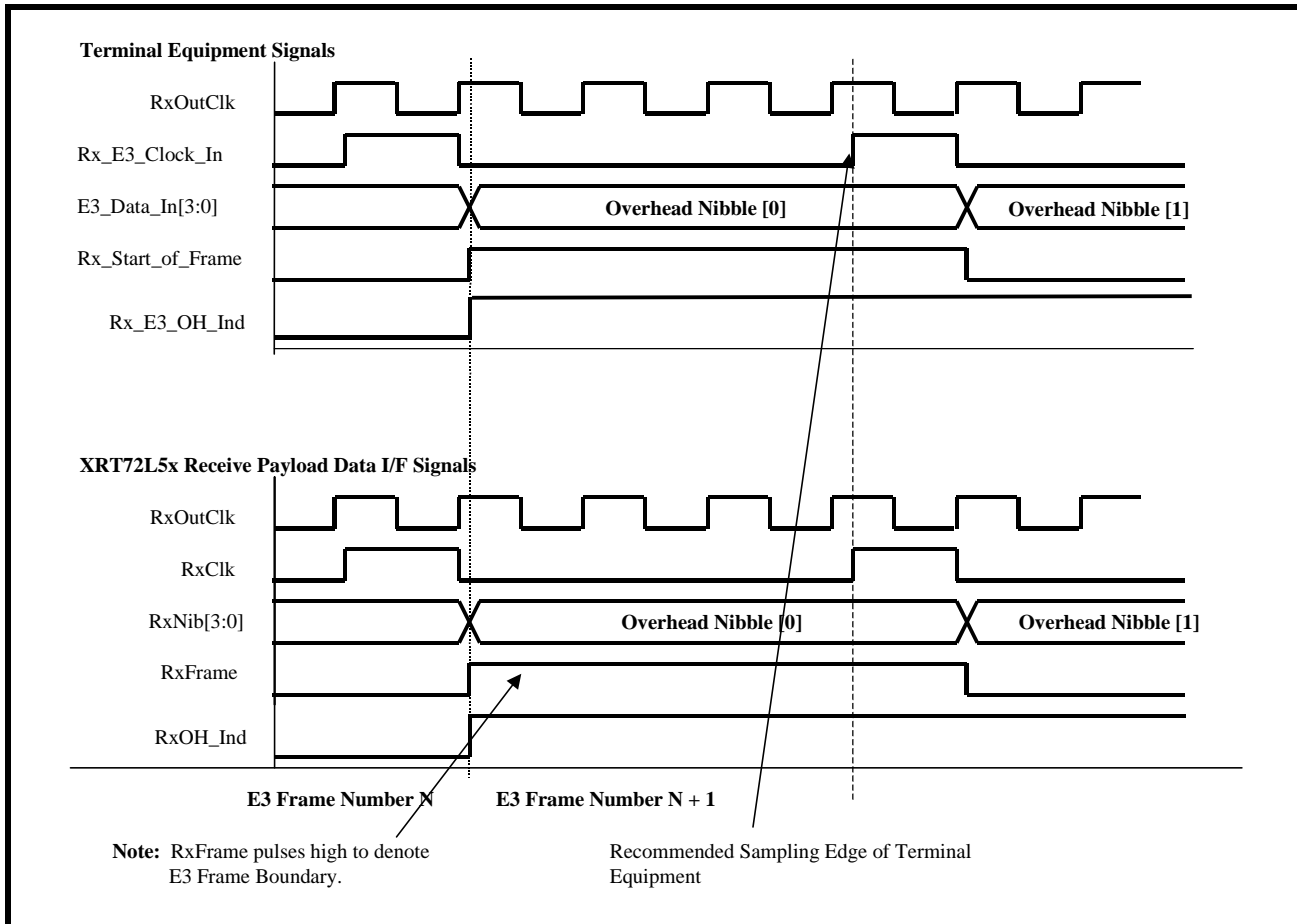 Terminal Equipment Signals
RxOutClk
Rx_E3_Clock_In
E3_Data_In[3:0]
Overhead Nibble [0]
Overhead Nibble [1]
Rx_Start_of_Frame
Rx_E3_OH_Ind
XRT72L5x Receive Payload Data I/F Signals
RxOutClk
RxClk
RxNib[3:0]
Overhead Nibble [0]
Overhead Nibble [1]
RxFrame
RxOH_Ind
E3 Frame Number N
E3 Frame Number N + 1
Note: RxFrame pulses high to denote
E3 Frame Boundary.
Recommended Sampling Edge of Terminal
Equipment